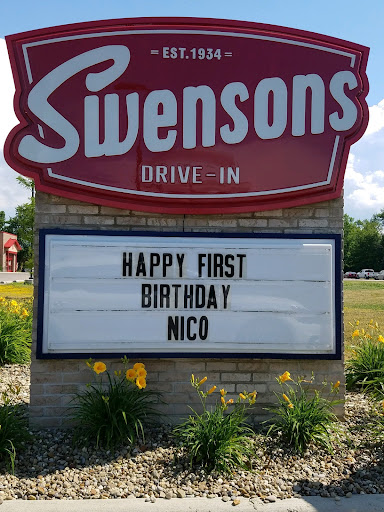 EST. 1934
Swensons
DRIVE-IN
HAPPY FIRST
BIRTHDAY
NICO